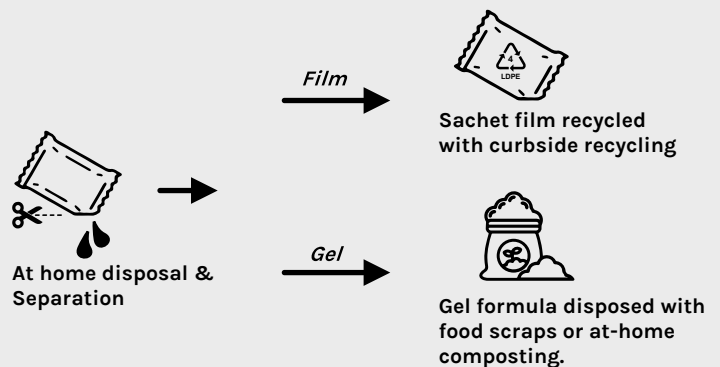 Film
4
LDPE
Sachet film recycled
with curbside recycling
At home disposal &
Separation
Gel
Gel formula disposed with
food scraps or at-home
composting.